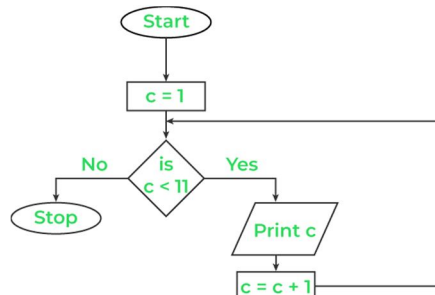 Start
c = 1
No
is
c < 11
Yes
Stop
Print c
c = c + 1